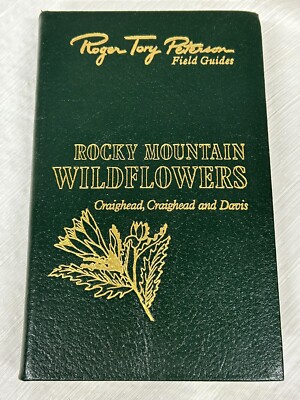 Roger Tory Peterson
Field Guides
ROCKY MOUNTAIN
WILDFLOWERS
Craighead, Craighead and Davis